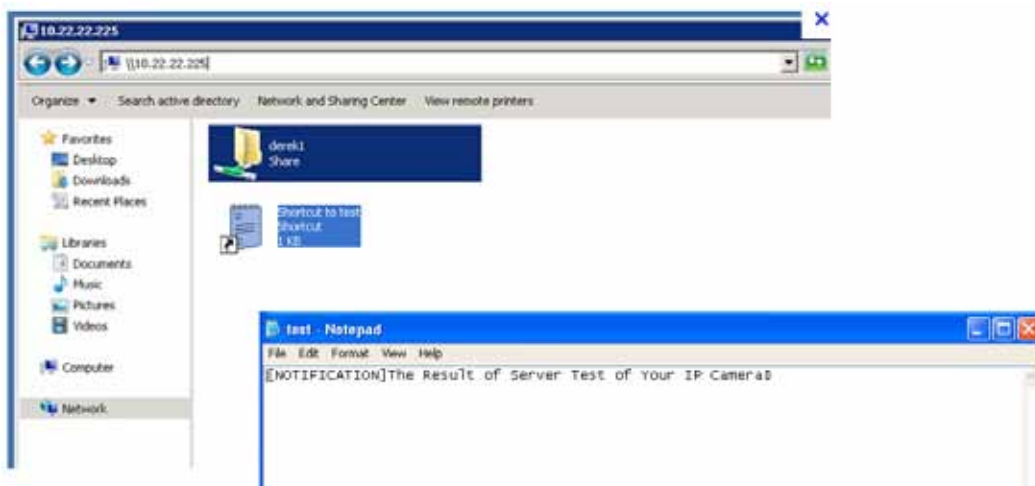 10.22.22.225
\\10.22.22.225
Organize Search active directory Network and Sharing Center View remote printers
Favorites
Desktop
Downloads
Recent Places
Libraries
Documents
Music
Pictures
Videos
Computer
Network
derek1
Share
Shortcut to test
Shortcut
1 KB
test - Notepad
File Edit Format View Help
[NOTIFICATION]The Result of Server Test of Your IP Camera